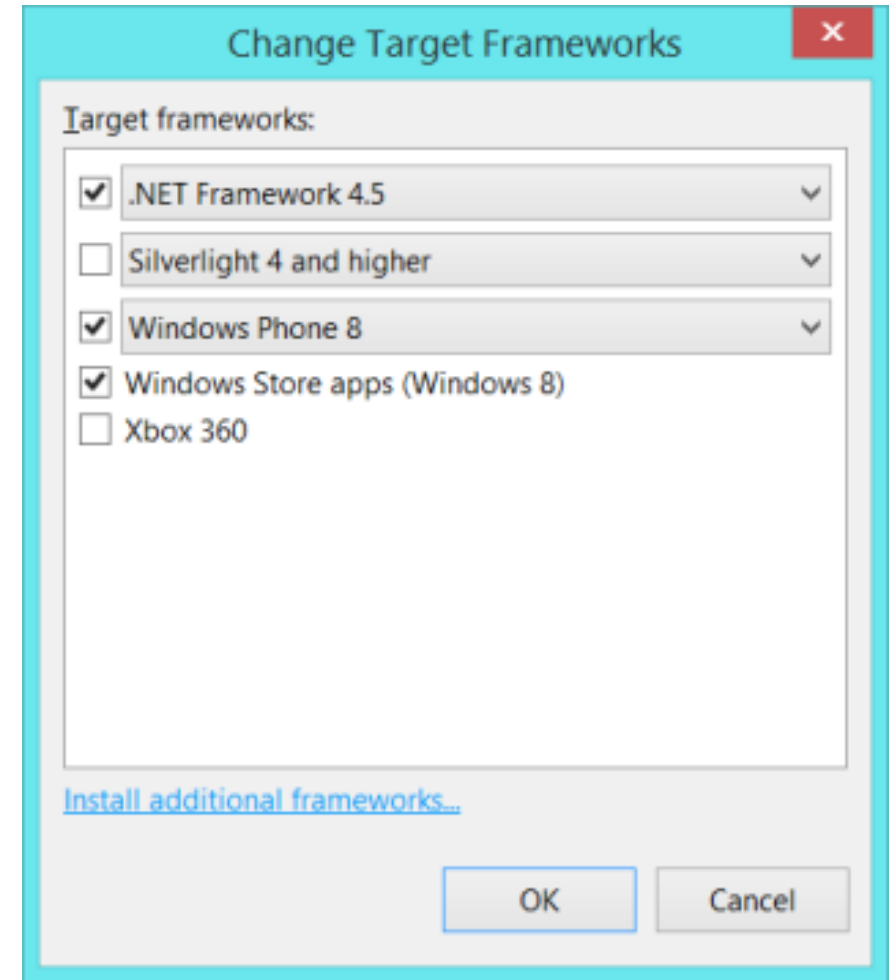 Change Target Frameworks
Target frameworks:
.NET Framework 4.5
Silverlight 4 and higher
Windows Phone 8
Windows Store apps (Windows 8)
Xbox 360
Install additional frameworks...
OK Cancel